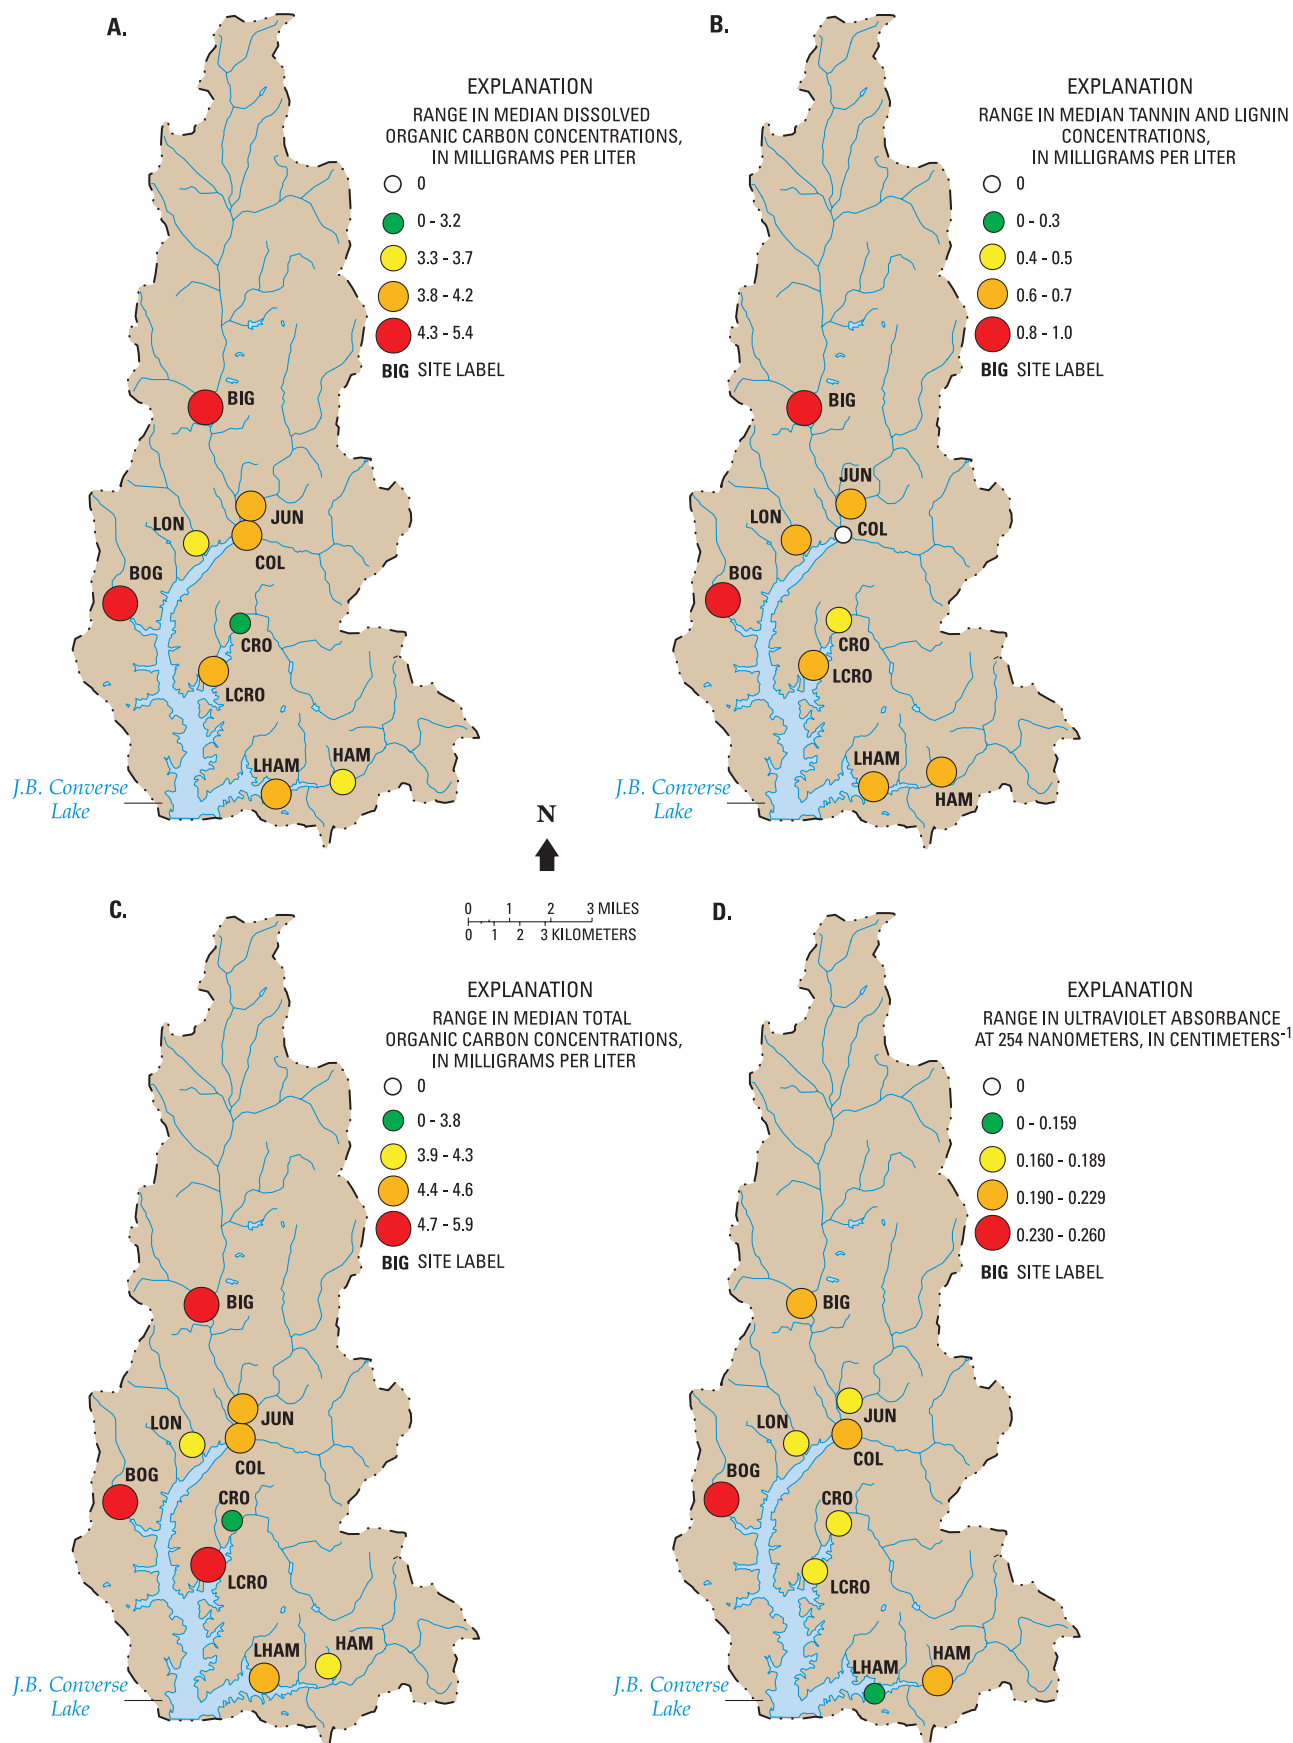 A.
EXPLANATION
RANGE IN MEDIAN DISSOLVED
ORGANIC CARBON CONCENTRATIONS,
IN MILLIGRAMS PER LITER
0
0 - 3.2
3.3 - 3.7
3.8 - 4.2
4.3 - 5.4
BIG SITE LABEL
BIG
JUN
LON
COL
BOG
CRO
LCRO
HAM
LHAM
J.B. Converse
Lake
B.
EXPLANATION
RANGE IN MEDIAN TANNIN AND LIGNIN
CONCENTRATIONS,
IN MILLIGRAMS PER LITER
0
0 - 0.3
0.4 - 0.5
0.6 - 0.7
0.8 - 1.0
BIG SITE LABEL
BIG
JUN
LON
COL
BOG
CRO
LCRO
LHAM
HAM
J.B. Converse
Lake
N
0 1 2 3 MILES
0 1 2 3 KILOMETERS
C.
EXPLANATION
RANGE IN MEDIAN TOTAL
ORGANIC CARBON CONCENTRATIONS,
IN MILLIGRAMS PER LITER
0
0 - 3.8
3.9 - 4.3
4.4 - 4.6
4.7 - 5.9
BIG SITE LABEL
BIG
JUN
LON
COL
BOG
CRO
LCRO
HAM
LHAM
J.B. Converse
Lake
D.
EXPLANATION
RANGE IN ULTRAVIOLET ABSORBANCE
AT 254 NANOMETERS, IN CENTIMETERS-1
0
0 - 0.159
0.160 - 0.189
0.190 - 0.229
0.230 - 0.260
BIG SITE LABEL
BIG
JUN
LON
COL
BOG
CRO
LCRO
HAM
LHAM
J.B. Converse
Lake